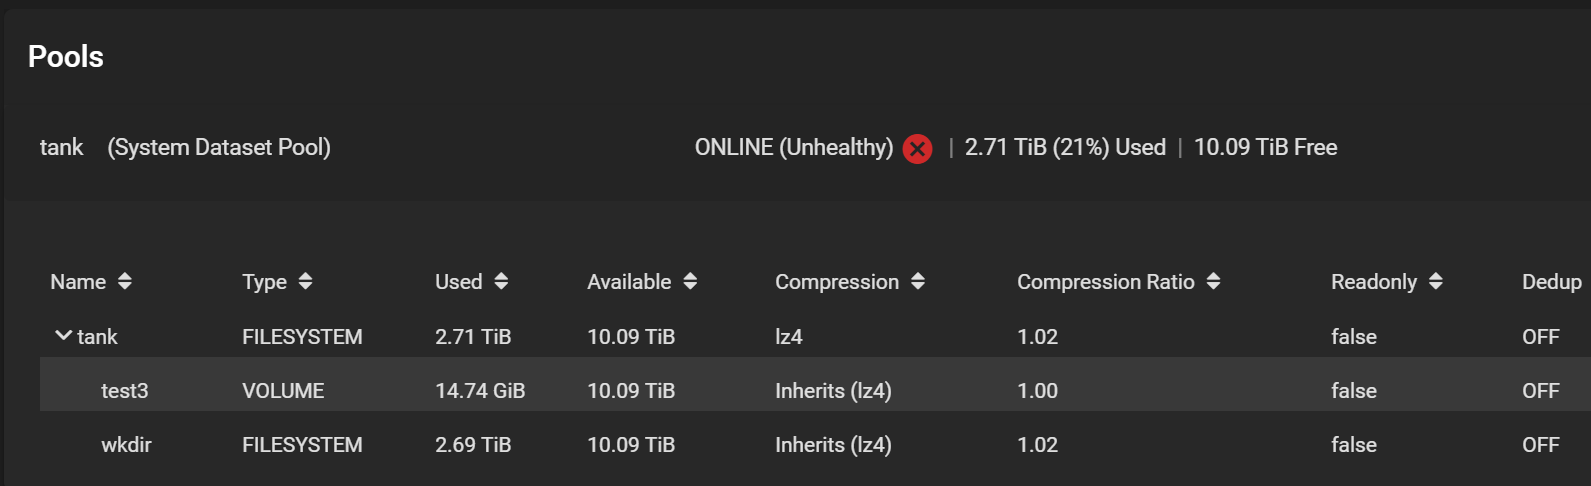 Pools
tank (System Dataset Pool) ONLINE (Unhealthy) | 2.71 TiB (21%) Used | 10.09 TiB Free
Name Type Used Available Compression Compression Ratio Readonly Dedup
tank FILESYSTEM 2.71 TiB 10.09 TiB lz4 1.02 false OFF
test3 VOLUME 14.74 GiB 10.09 TiB Inherits (lz4) 1.00 false OFF
wkdir FILESYSTEM 2.69 TiB 10.09 TiB Inherits (lz4) 1.02 false OFF